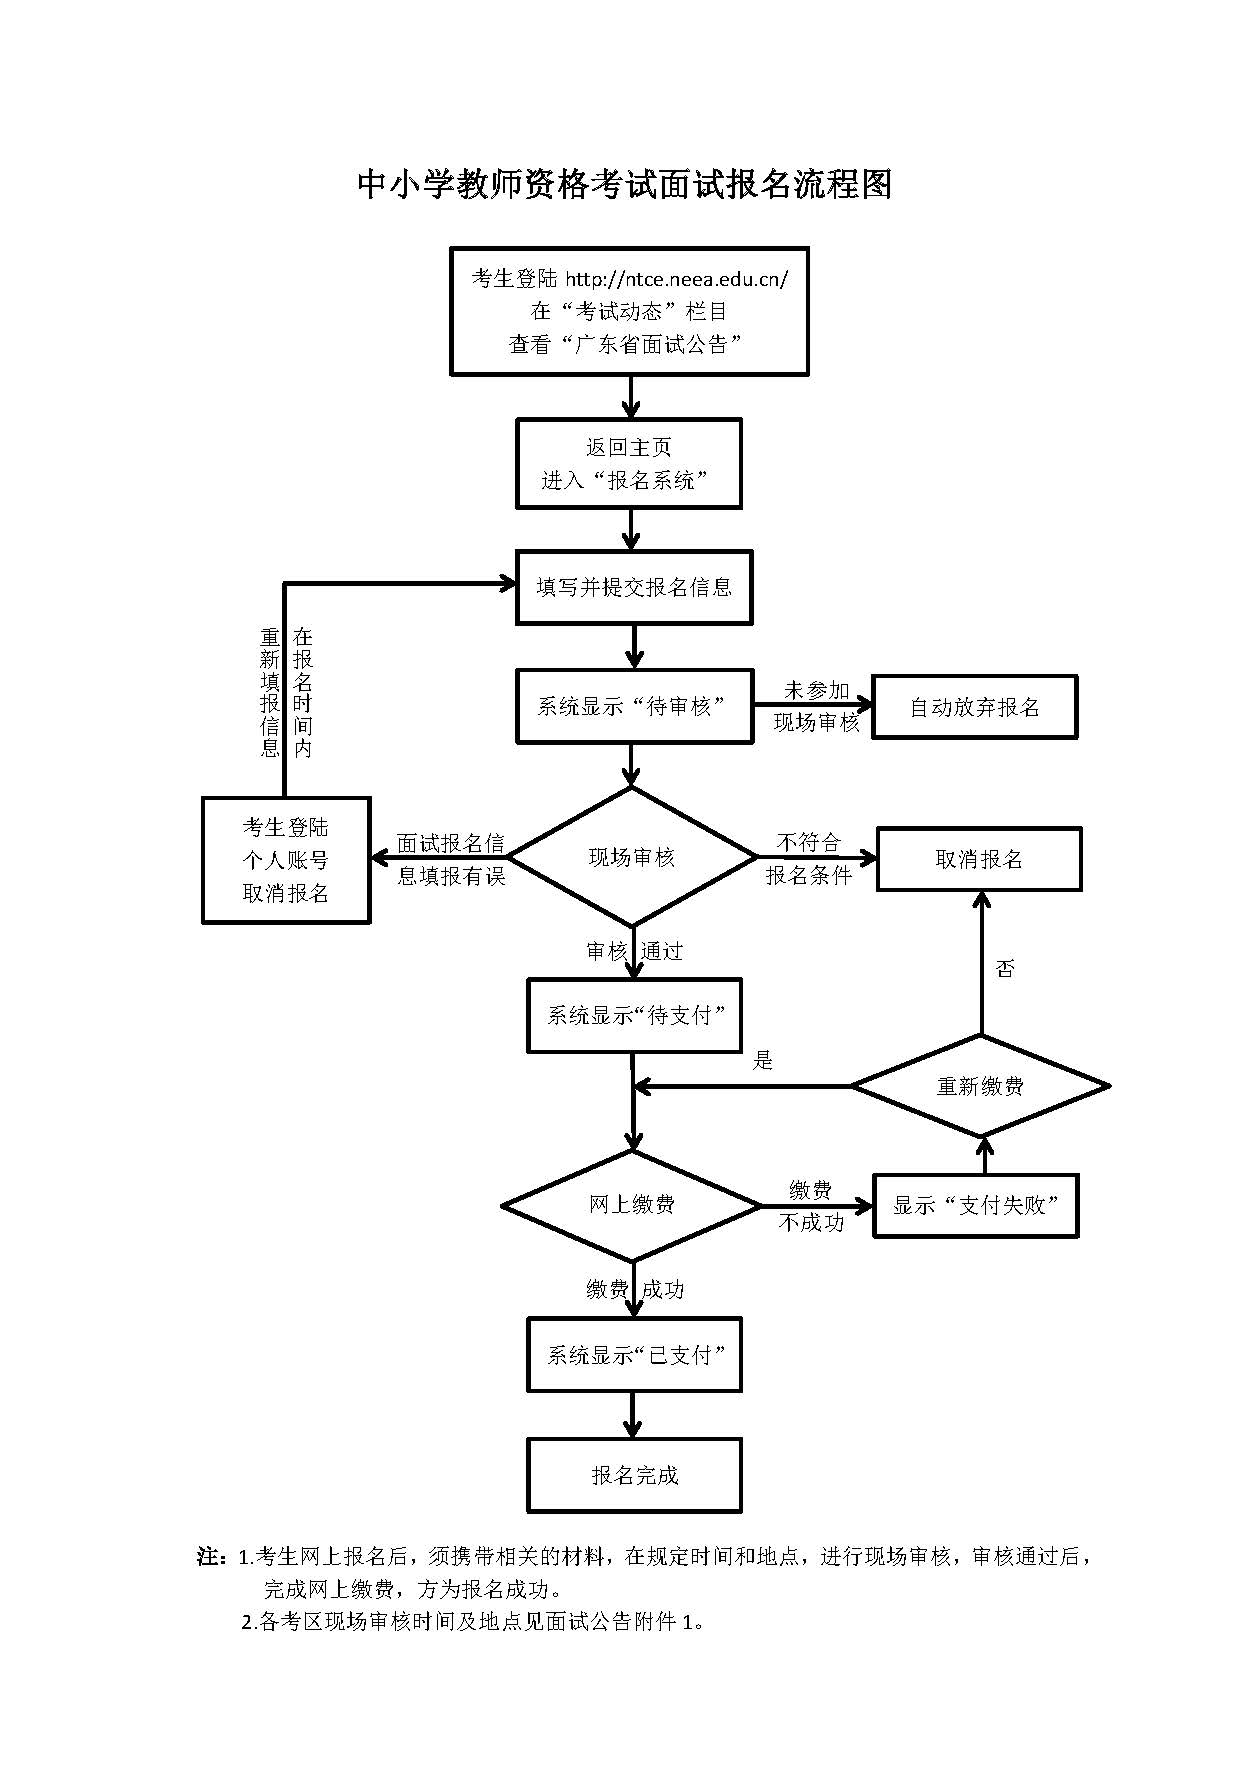 中小学教师资格考试面试报名流程图
考生登陆 http://ntce.neea.edu.cn/
在“考试动态”栏目
查看“广东省面试公告”
返回主页
进入“报名系统”
填写并提交报名信息
在报名时间内
重新填报信息
系统显示“待审核”
未参加
现场审核
自动放弃报名
考生登陆
个人账号
取消报名
面试报名信
息填报有误
现场审核
不符合
报名条件
取消报名
审核 通过
否
系统显示“待支付”
是
重新缴费
网上缴费
缴费
不成功
显示“支付失败”
缴费 成功
系统显示“已支付”
报名完成
注：1.考生网上报名后，须携带相关的材料，在规定时间和地点，进行现场审核，审核通过后，
完成网上缴费，方为报名成功。
2.各考区现场审核时间及地点见面试公告附件 1。